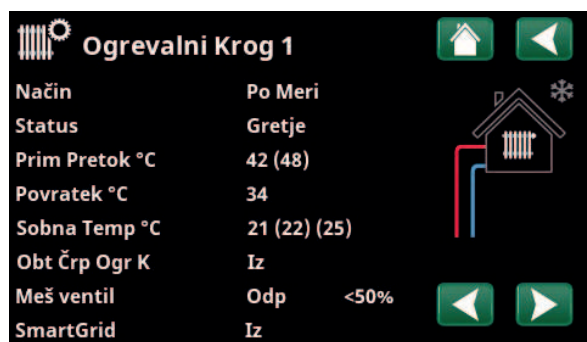 Ogrevalni Krog 1
Način Po Meri
Status Gretje
Prim Pretok °C 42 (48)
Povratek °C 34
Sobna Temp °C 21 (22) (25)
Obt Črp Ogr K Iz
Meš ventil Odp <50%
SmartGrid Iz